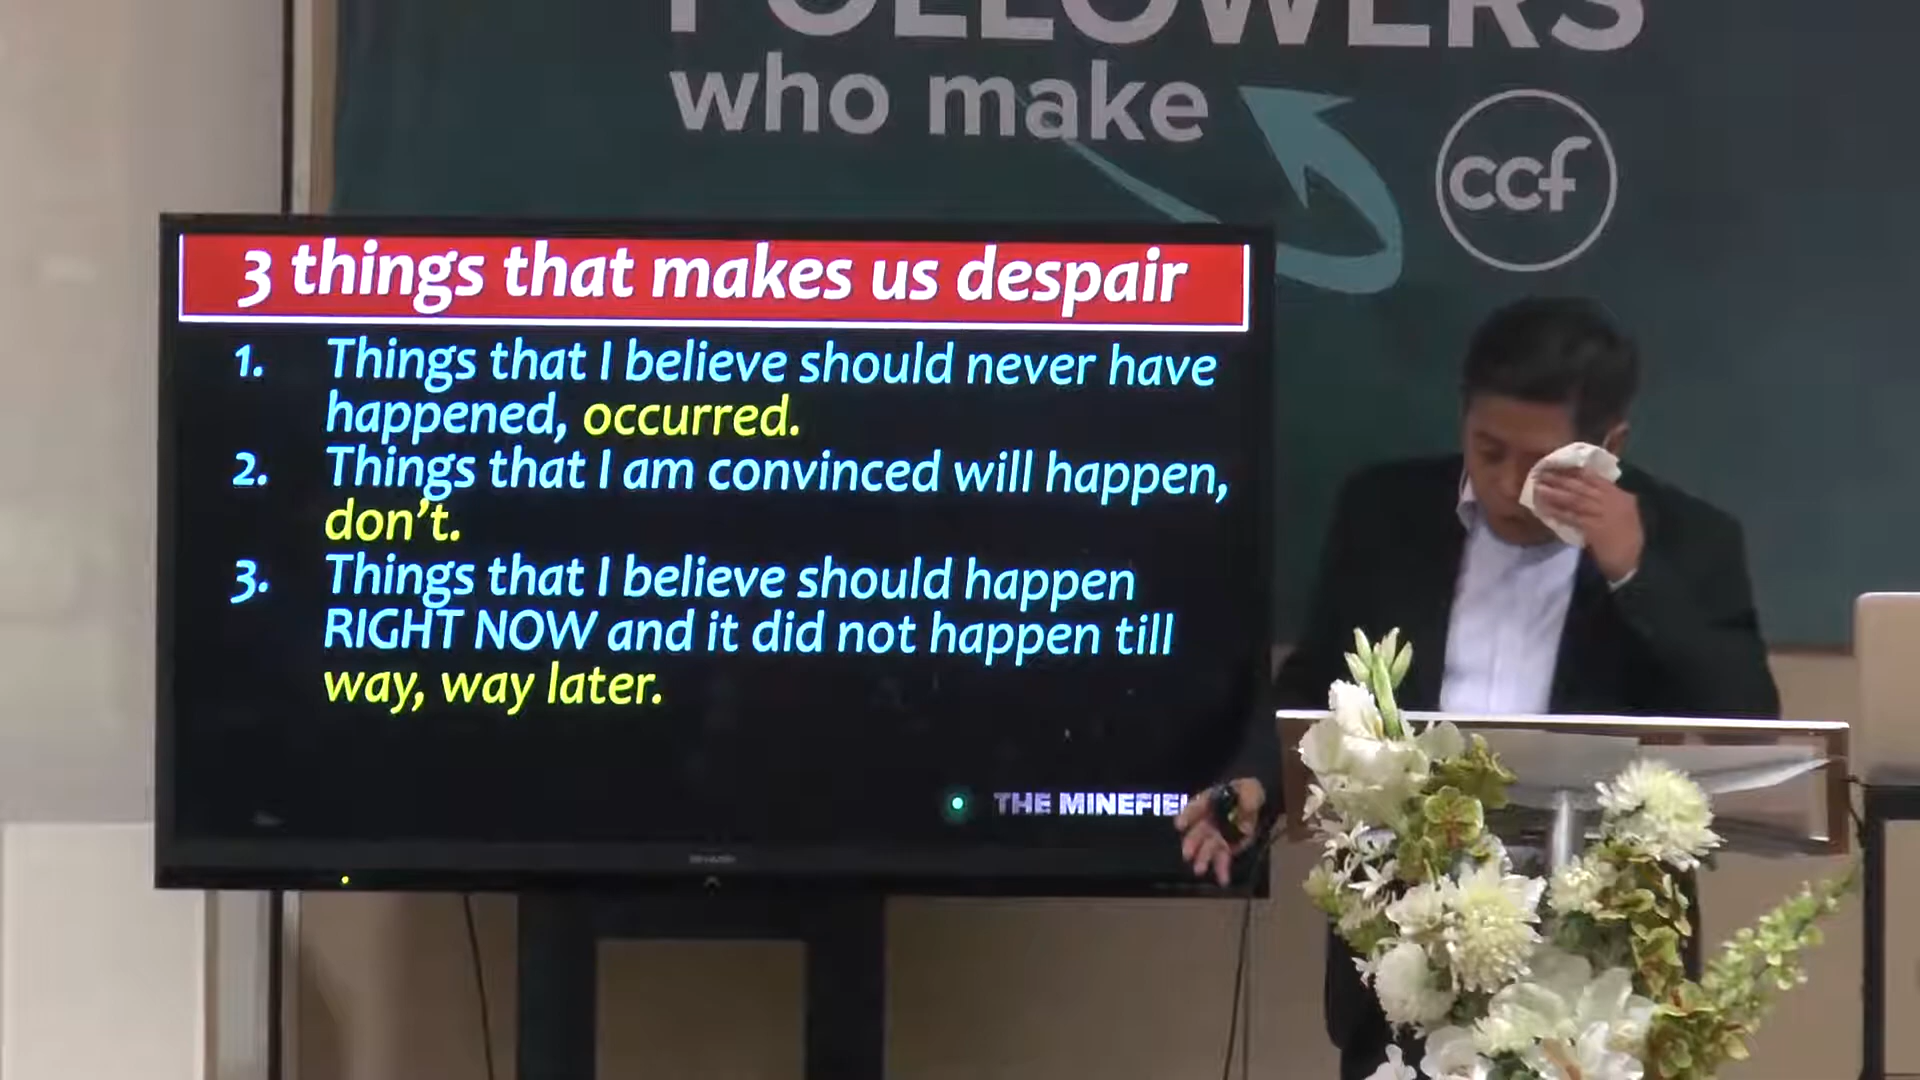 FOLLOWERS
who make
ccf
3 things that makes us despair
1. Things that I believe should never have
happened, occurred.
2. Things that I am convinced will happen,
don't.
3. Things that I believe should happen
RIGHT NOW and it did not happen till
way, way later.
THE MINEFIEL